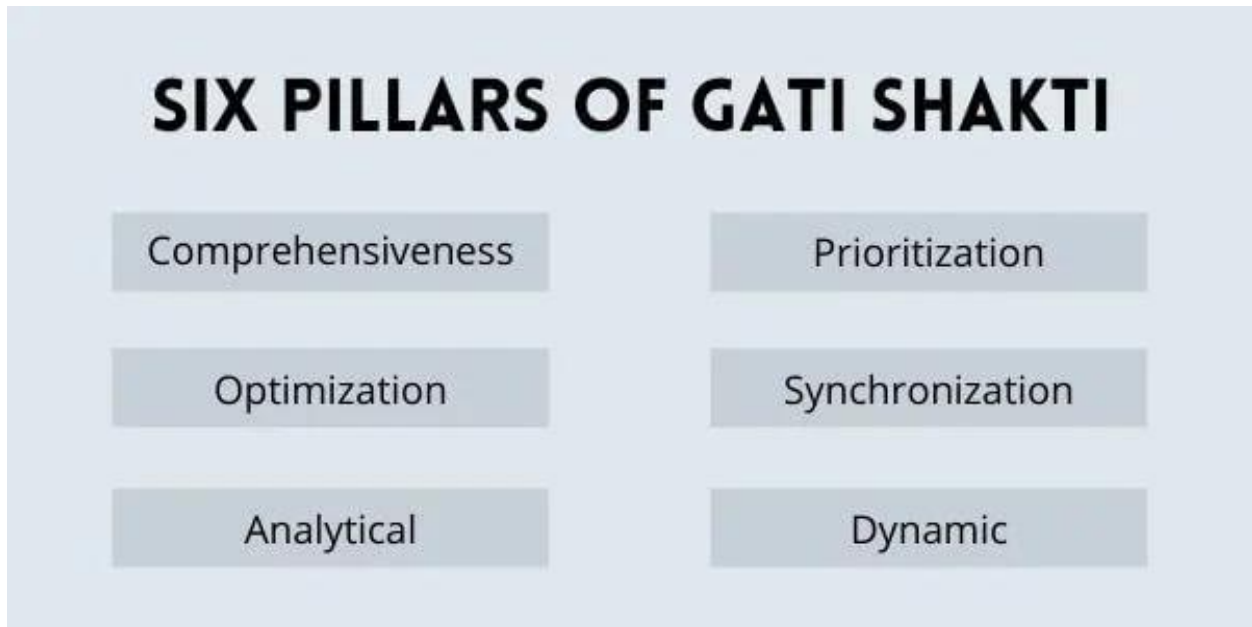 SIX PILLARS OF GATI SHAKTI
Comprehensiveness
Prioritization
Optimization
Synchronization
Analytical
Dynamic